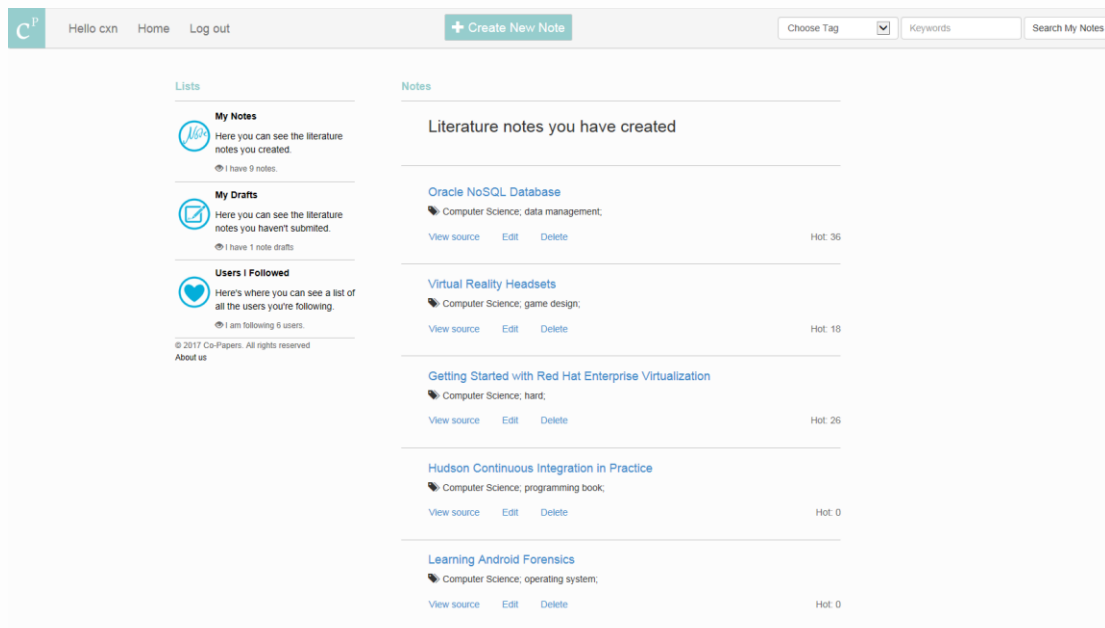 CP
Hello cxn Home Log out Create New Note Choose Tag Keywords Search My Notes
Lists
My Notes
Here you can see the literature
notes you created.
I have 9 notes.
My Drafts
Here you can see the literature
notes you haven't submited.
I have 1 note drafts
Users I Followed
Here's where you can see a list of
all the users you're following.
I am following 6 users.
© 2017 Co-Papers. All rights reserved
About us
Notes
Literature notes you have created
Oracle NoSQL Database
Computer Science; data management;
View source Edit Delete Hot: 36
Virtual Reality Headsets
Computer Science; game design;
View source Edit Delete Hot: 18
Getting Started with Red Hat Enterprise Virtualization
Computer Science; hard;
View source Edit Delete Hot: 26
Hudson Continuous Integration in Practice
Computer Science; programming book;
View source Edit Delete Hot: 0
Learning Android Forensics
Computer Science; operating system;
View source Edit Delete Hot: 0